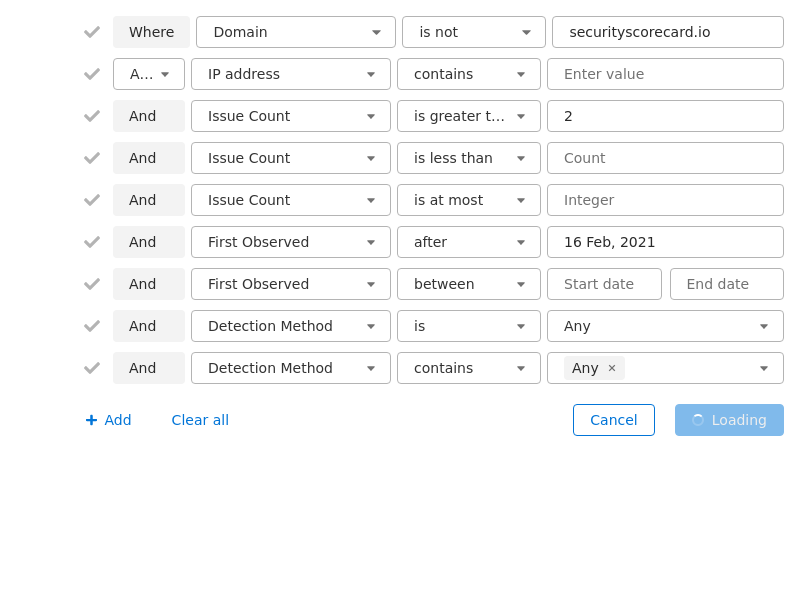 Where Domain is not securityscorecard.io
A... IP address contains Enter value
And Issue Count is greater t... 2
And Issue Count is less than Count
And Issue Count is at most Integer
And First Observed after 16 Feb, 2021
And First Observed between Start date End date
And Detection Method is Any
And Detection Method contains Any ×
+ Add Clear all Cancel Loading